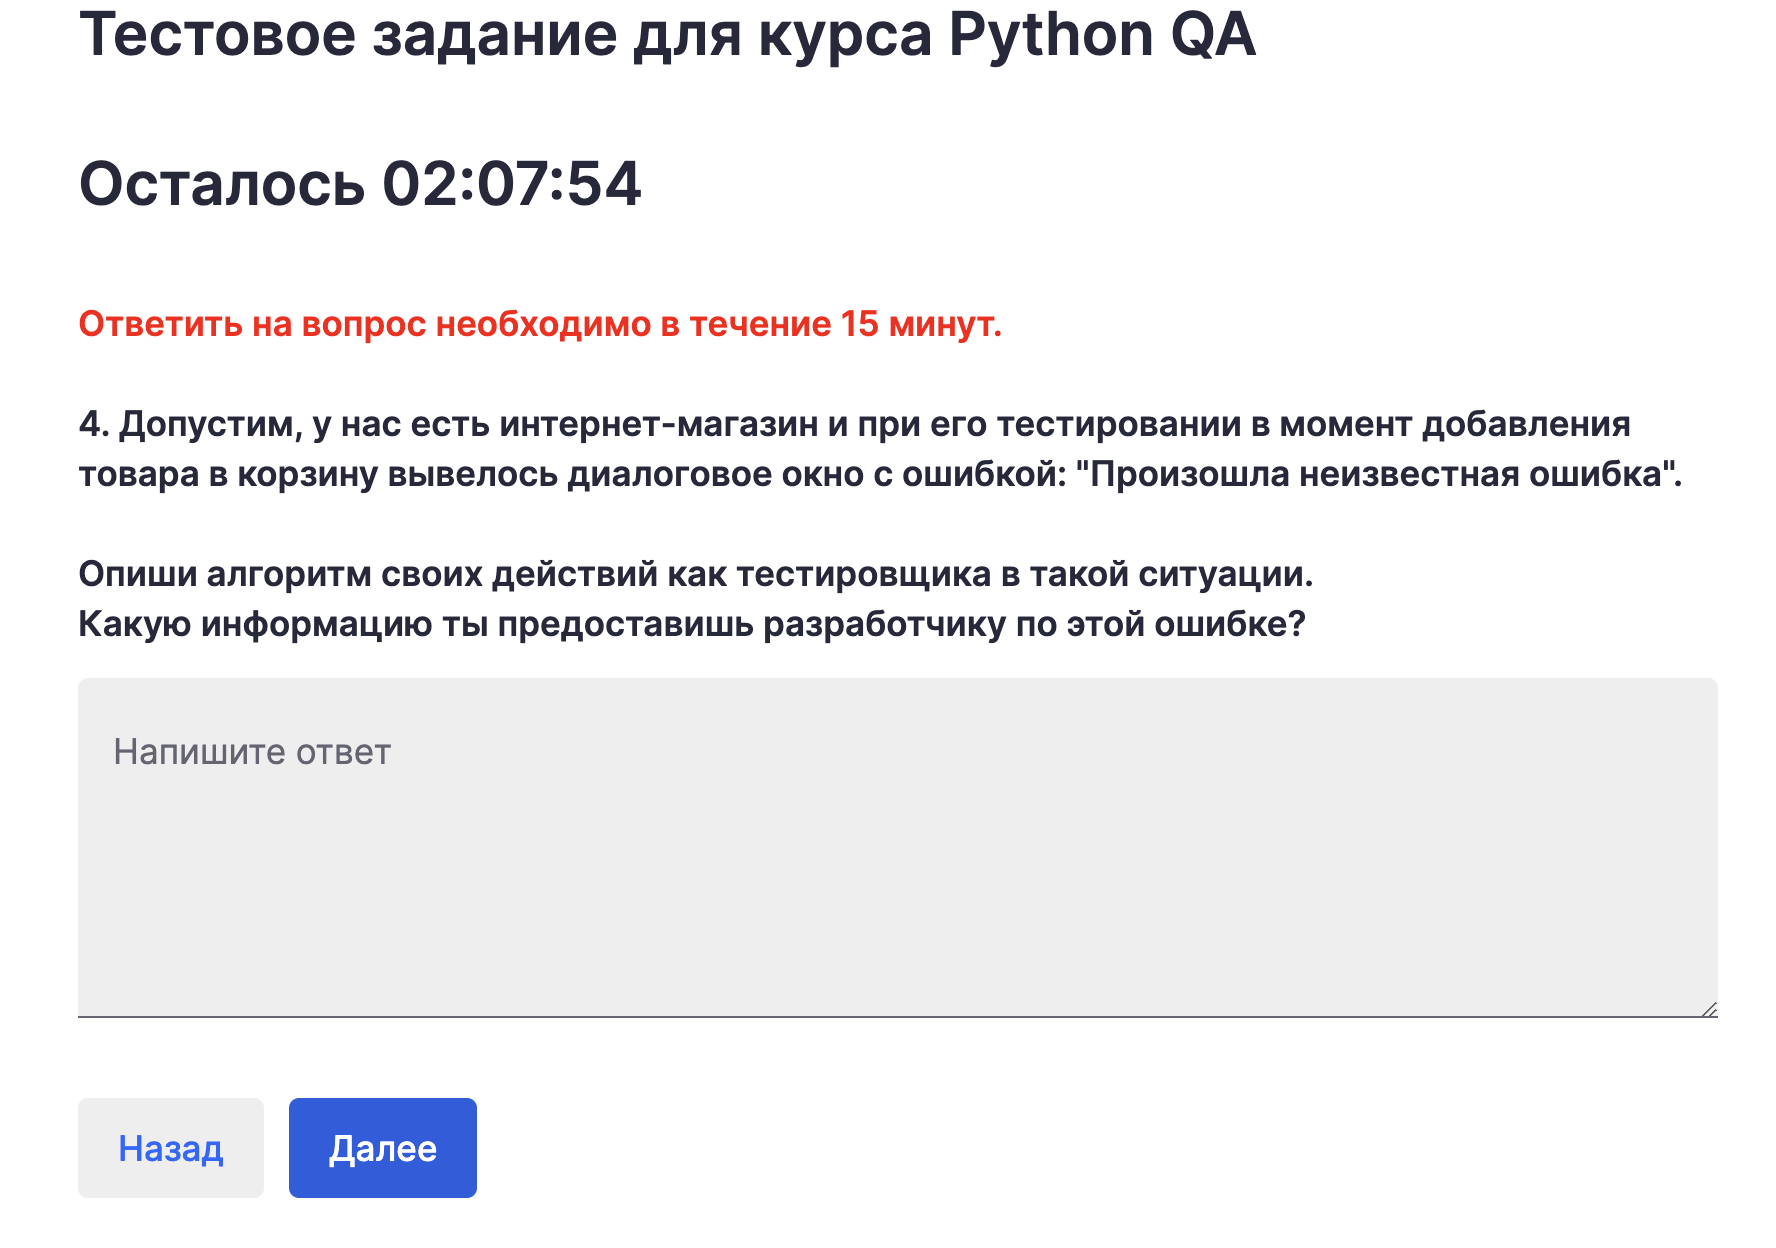 Тестовое задание для курса Python QA
Осталось 02:07:54
Ответить на вопрос необходимо в течение 15 минут.
4. Допустим, у нас есть интернет-магазин и при его тестировании в момент добавления
товара в корзину вывелось диалоговое окно с ошибкой: "Произошла неизвестная ошибка".
Опиши алгоритм своих действий как тестировщика в такой ситуации.
Какую информацию ты предоставишь разработчику по этой ошибке?
Напишите ответ
Назад
Далее